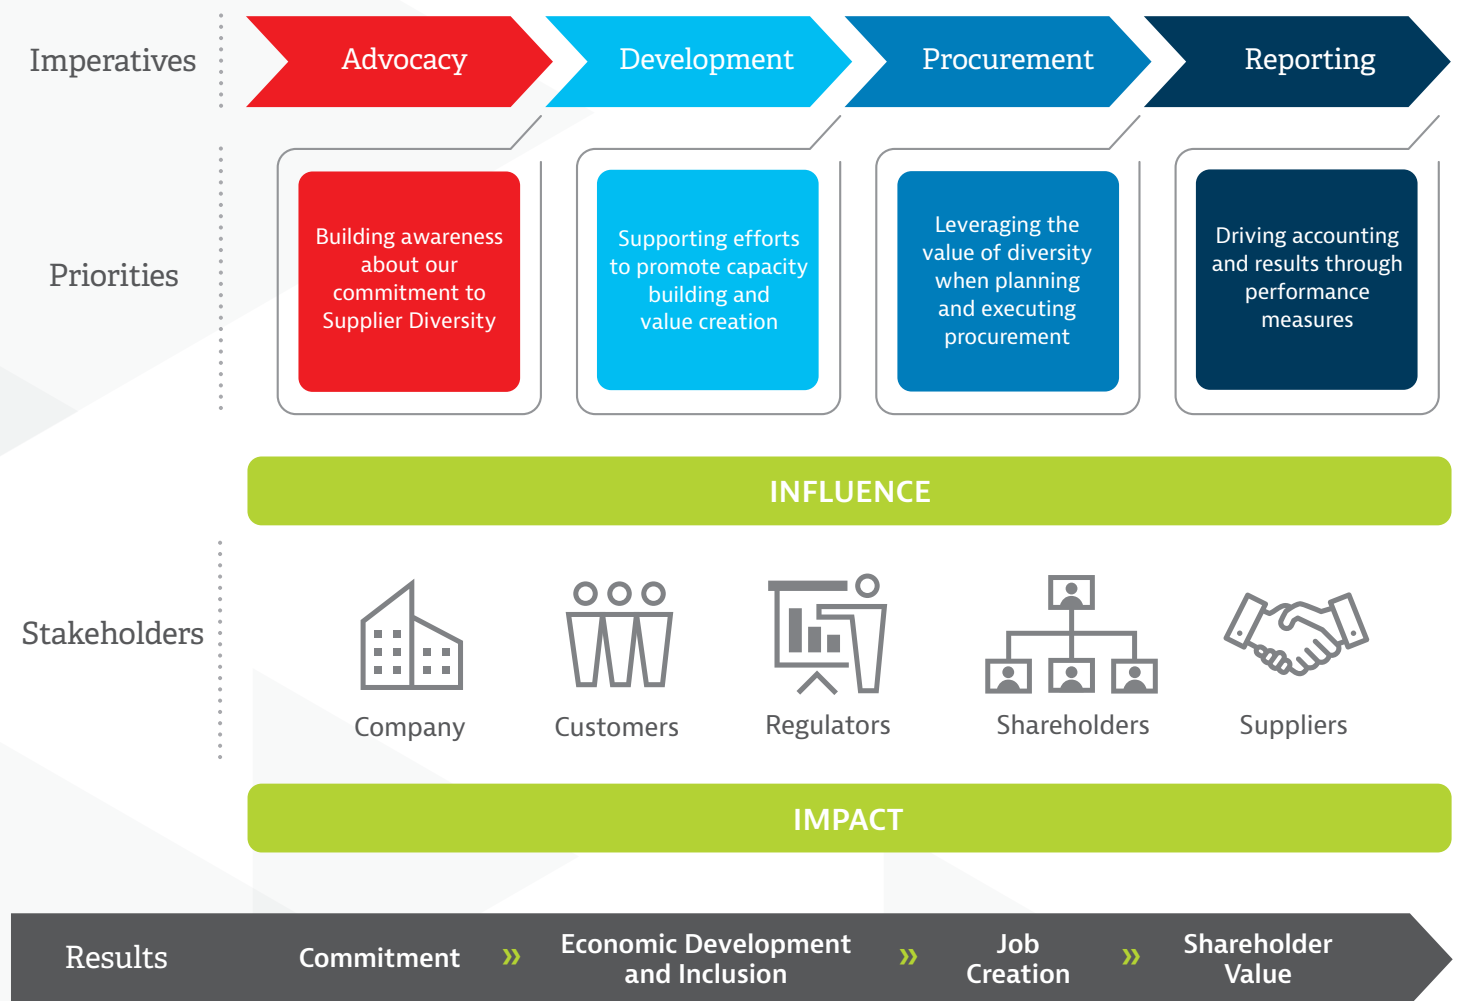 Imperatives
Advocacy
Development
Procurement
Reporting
Priorities
Building awareness
about our
commitment to
Supplier Diversity
Supporting efforts
to promote capacity
building and
value creation
Leveraging the
value of diversity
when planning
and executing
procurement
Driving accounting
and results through
performance
measures
INFLUENCE
Stakeholders
Company
Customers
Regulators
Shareholders
Suppliers
IMPACT
Results
Commitment
»
Economic Development
and Inclusion
»
Job
Creation
»
Shareholder
Value